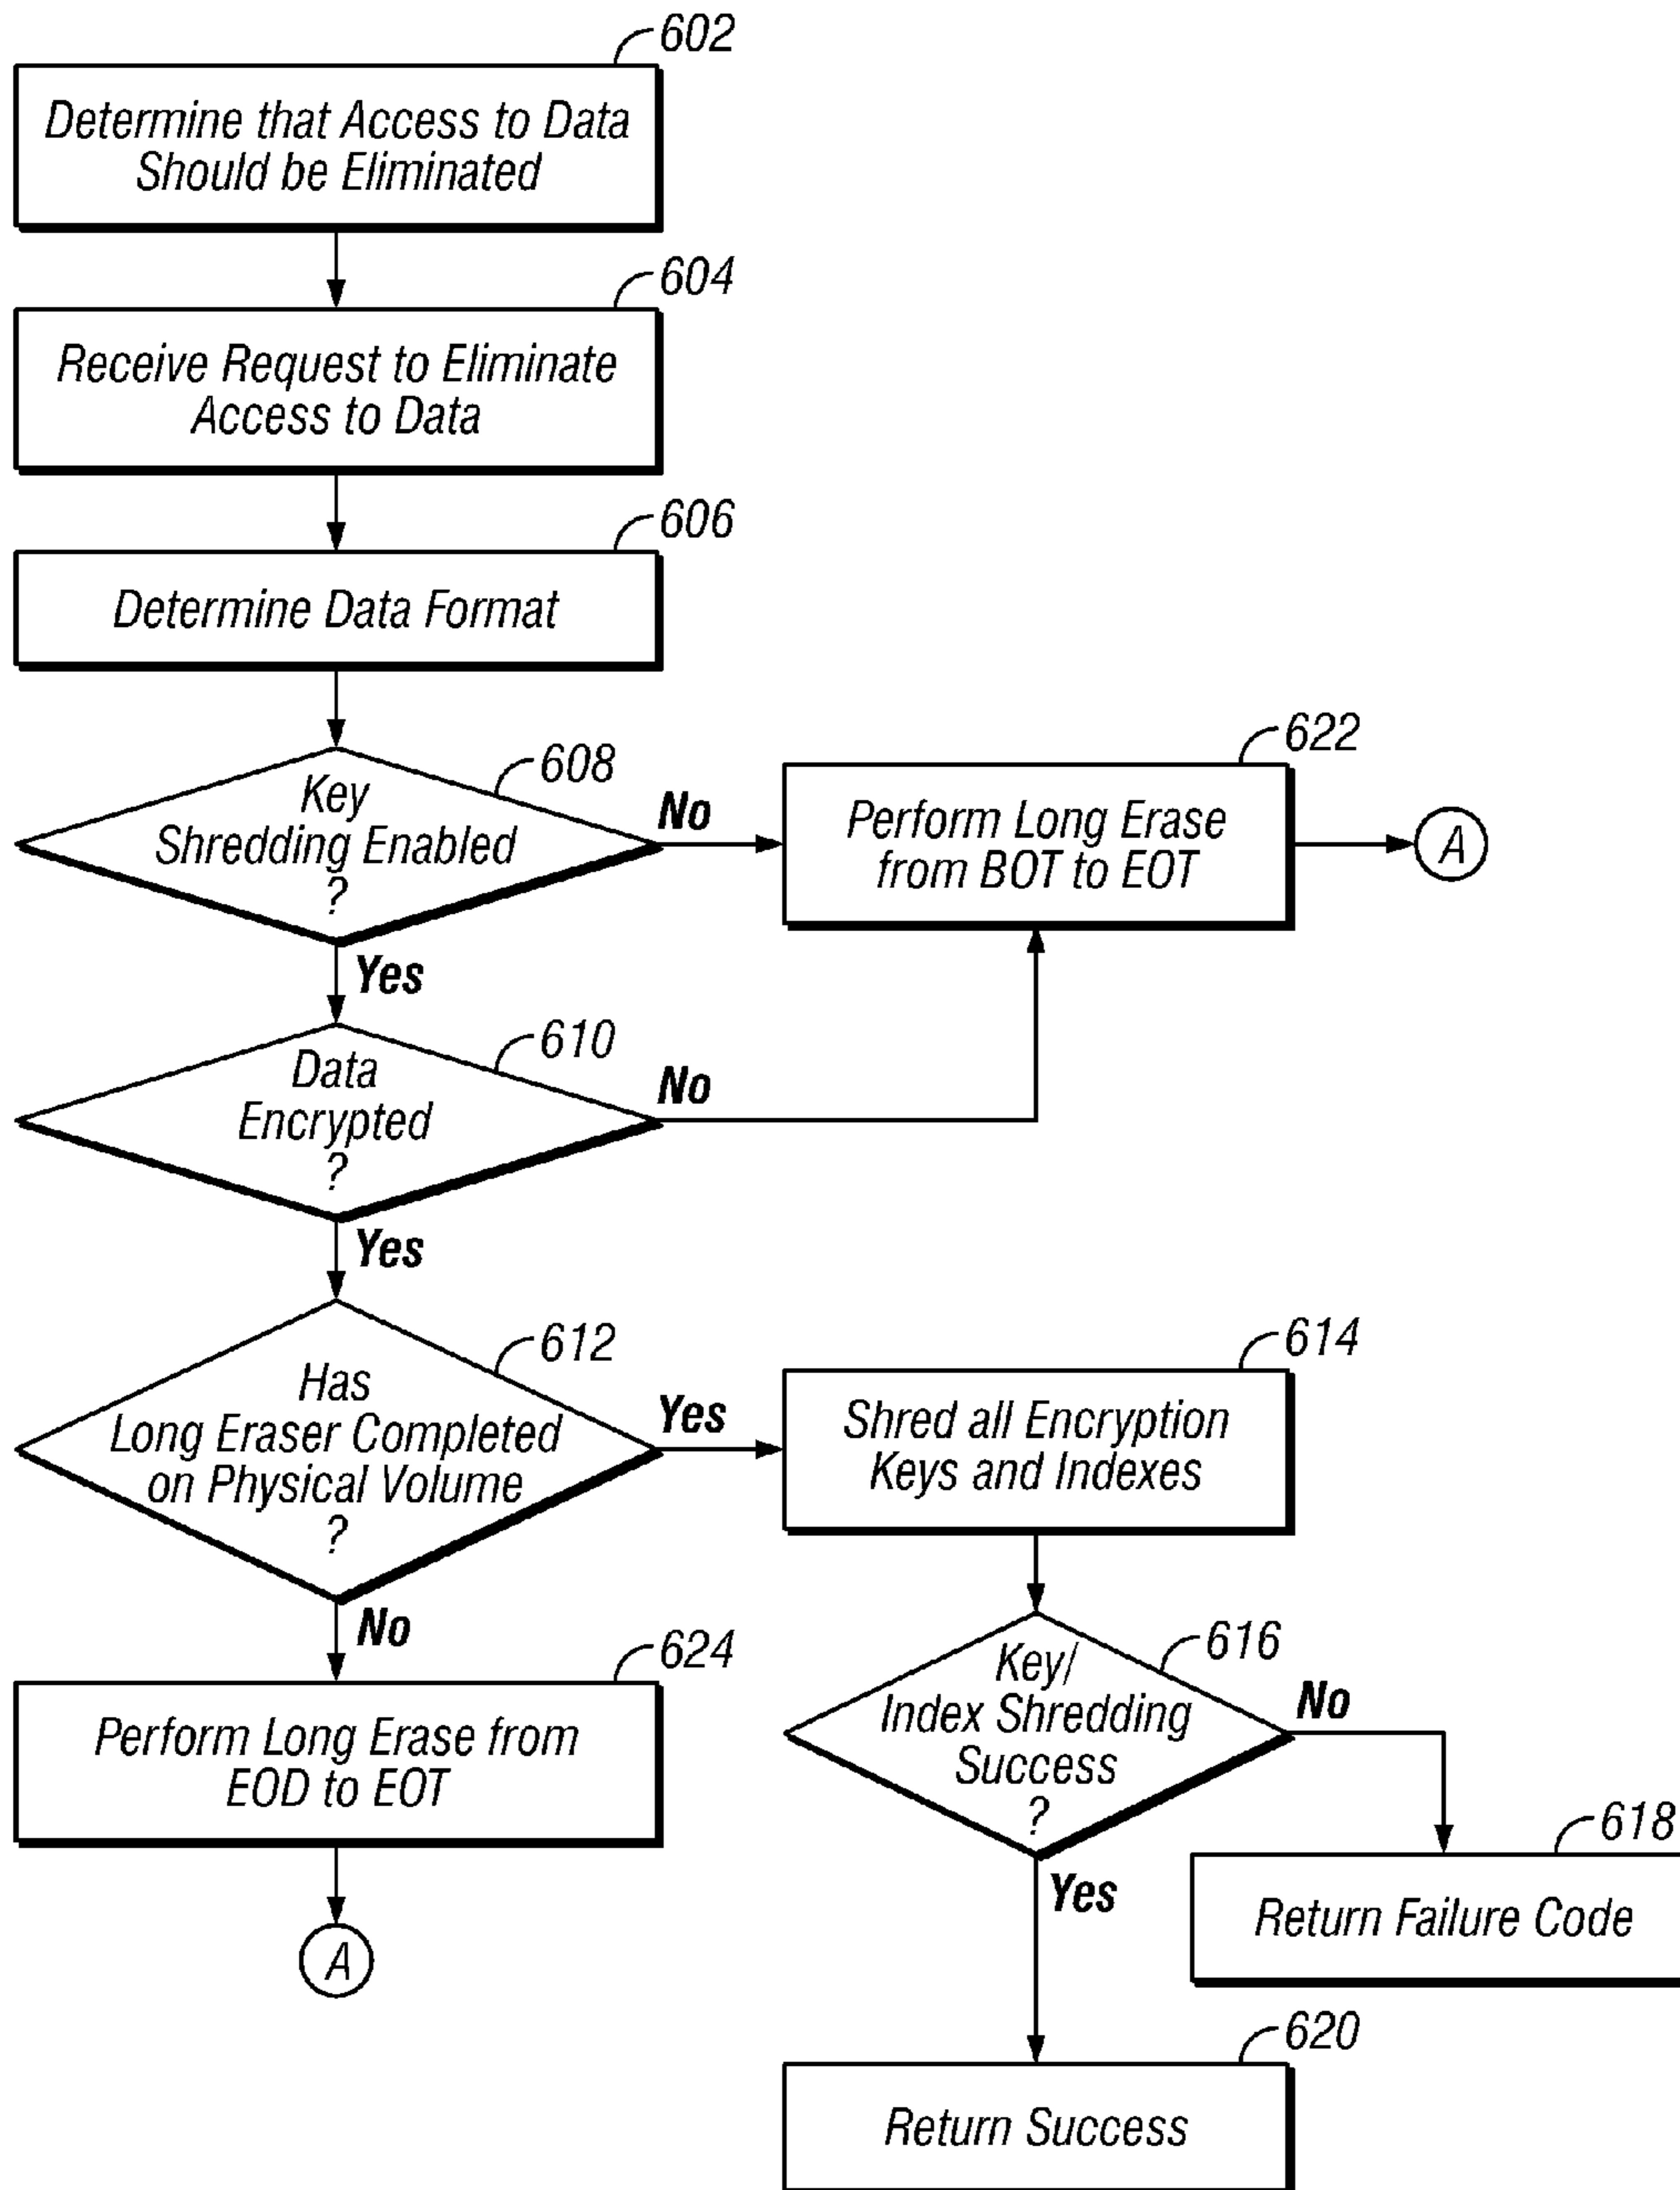 602
Determine that Access to Data
Should be Eliminated
604
Receive Request to Eliminate
Access to Data
606
Determine Data Format
608
Key
Shredding Enabled
?
No
Yes
622
Perform Long Erase
from BOT to EOT
A
610
Data
Encrypted
?
No
Yes
612
Has
Long Eraser Completed
on Physical Volume
?
Yes
No
614
Shred all Encryption
Keys and Indexes
616
Key/
Index Shredding
Success
?
No
Yes
624
Perform Long Erase from
EOD to EOT
A
618
Return Failure Code
620
Return Success